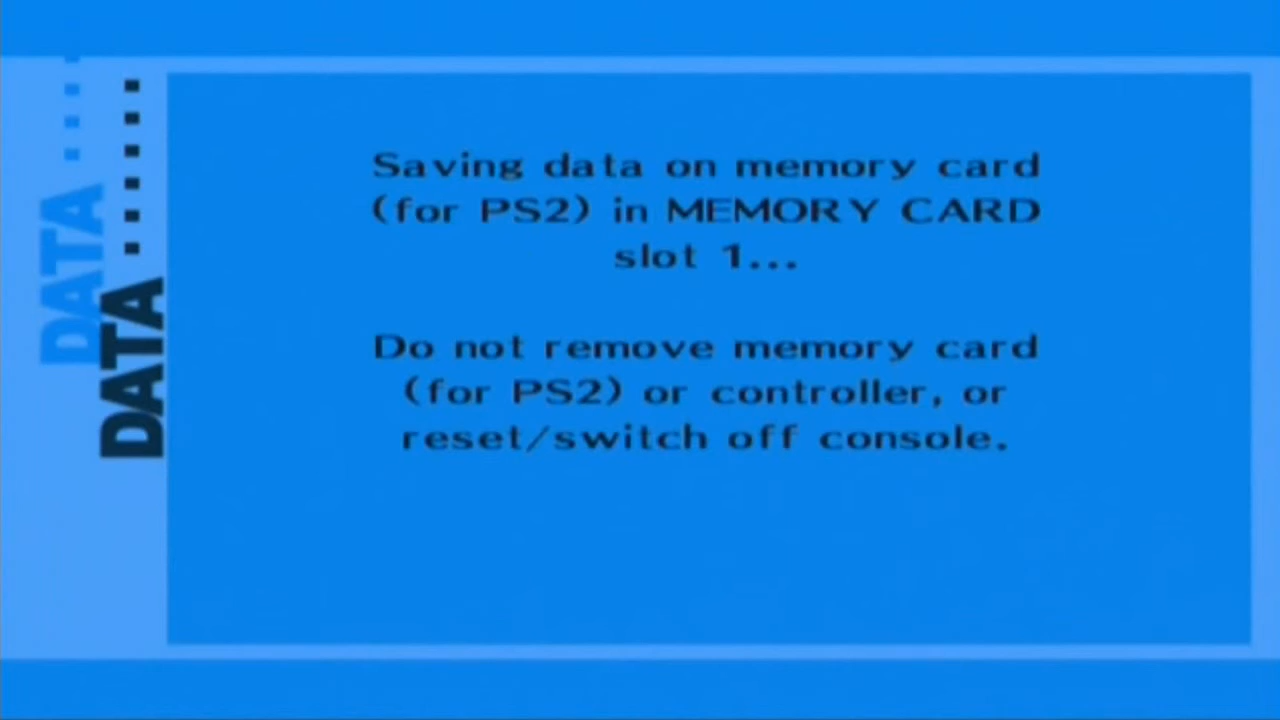 DATA
DATA
Saving data on memory card
(for PS2) in MEMORY CARD
slot 1...
Do not remove memory card
(for PS2) or controller, or
reset/switch off console.